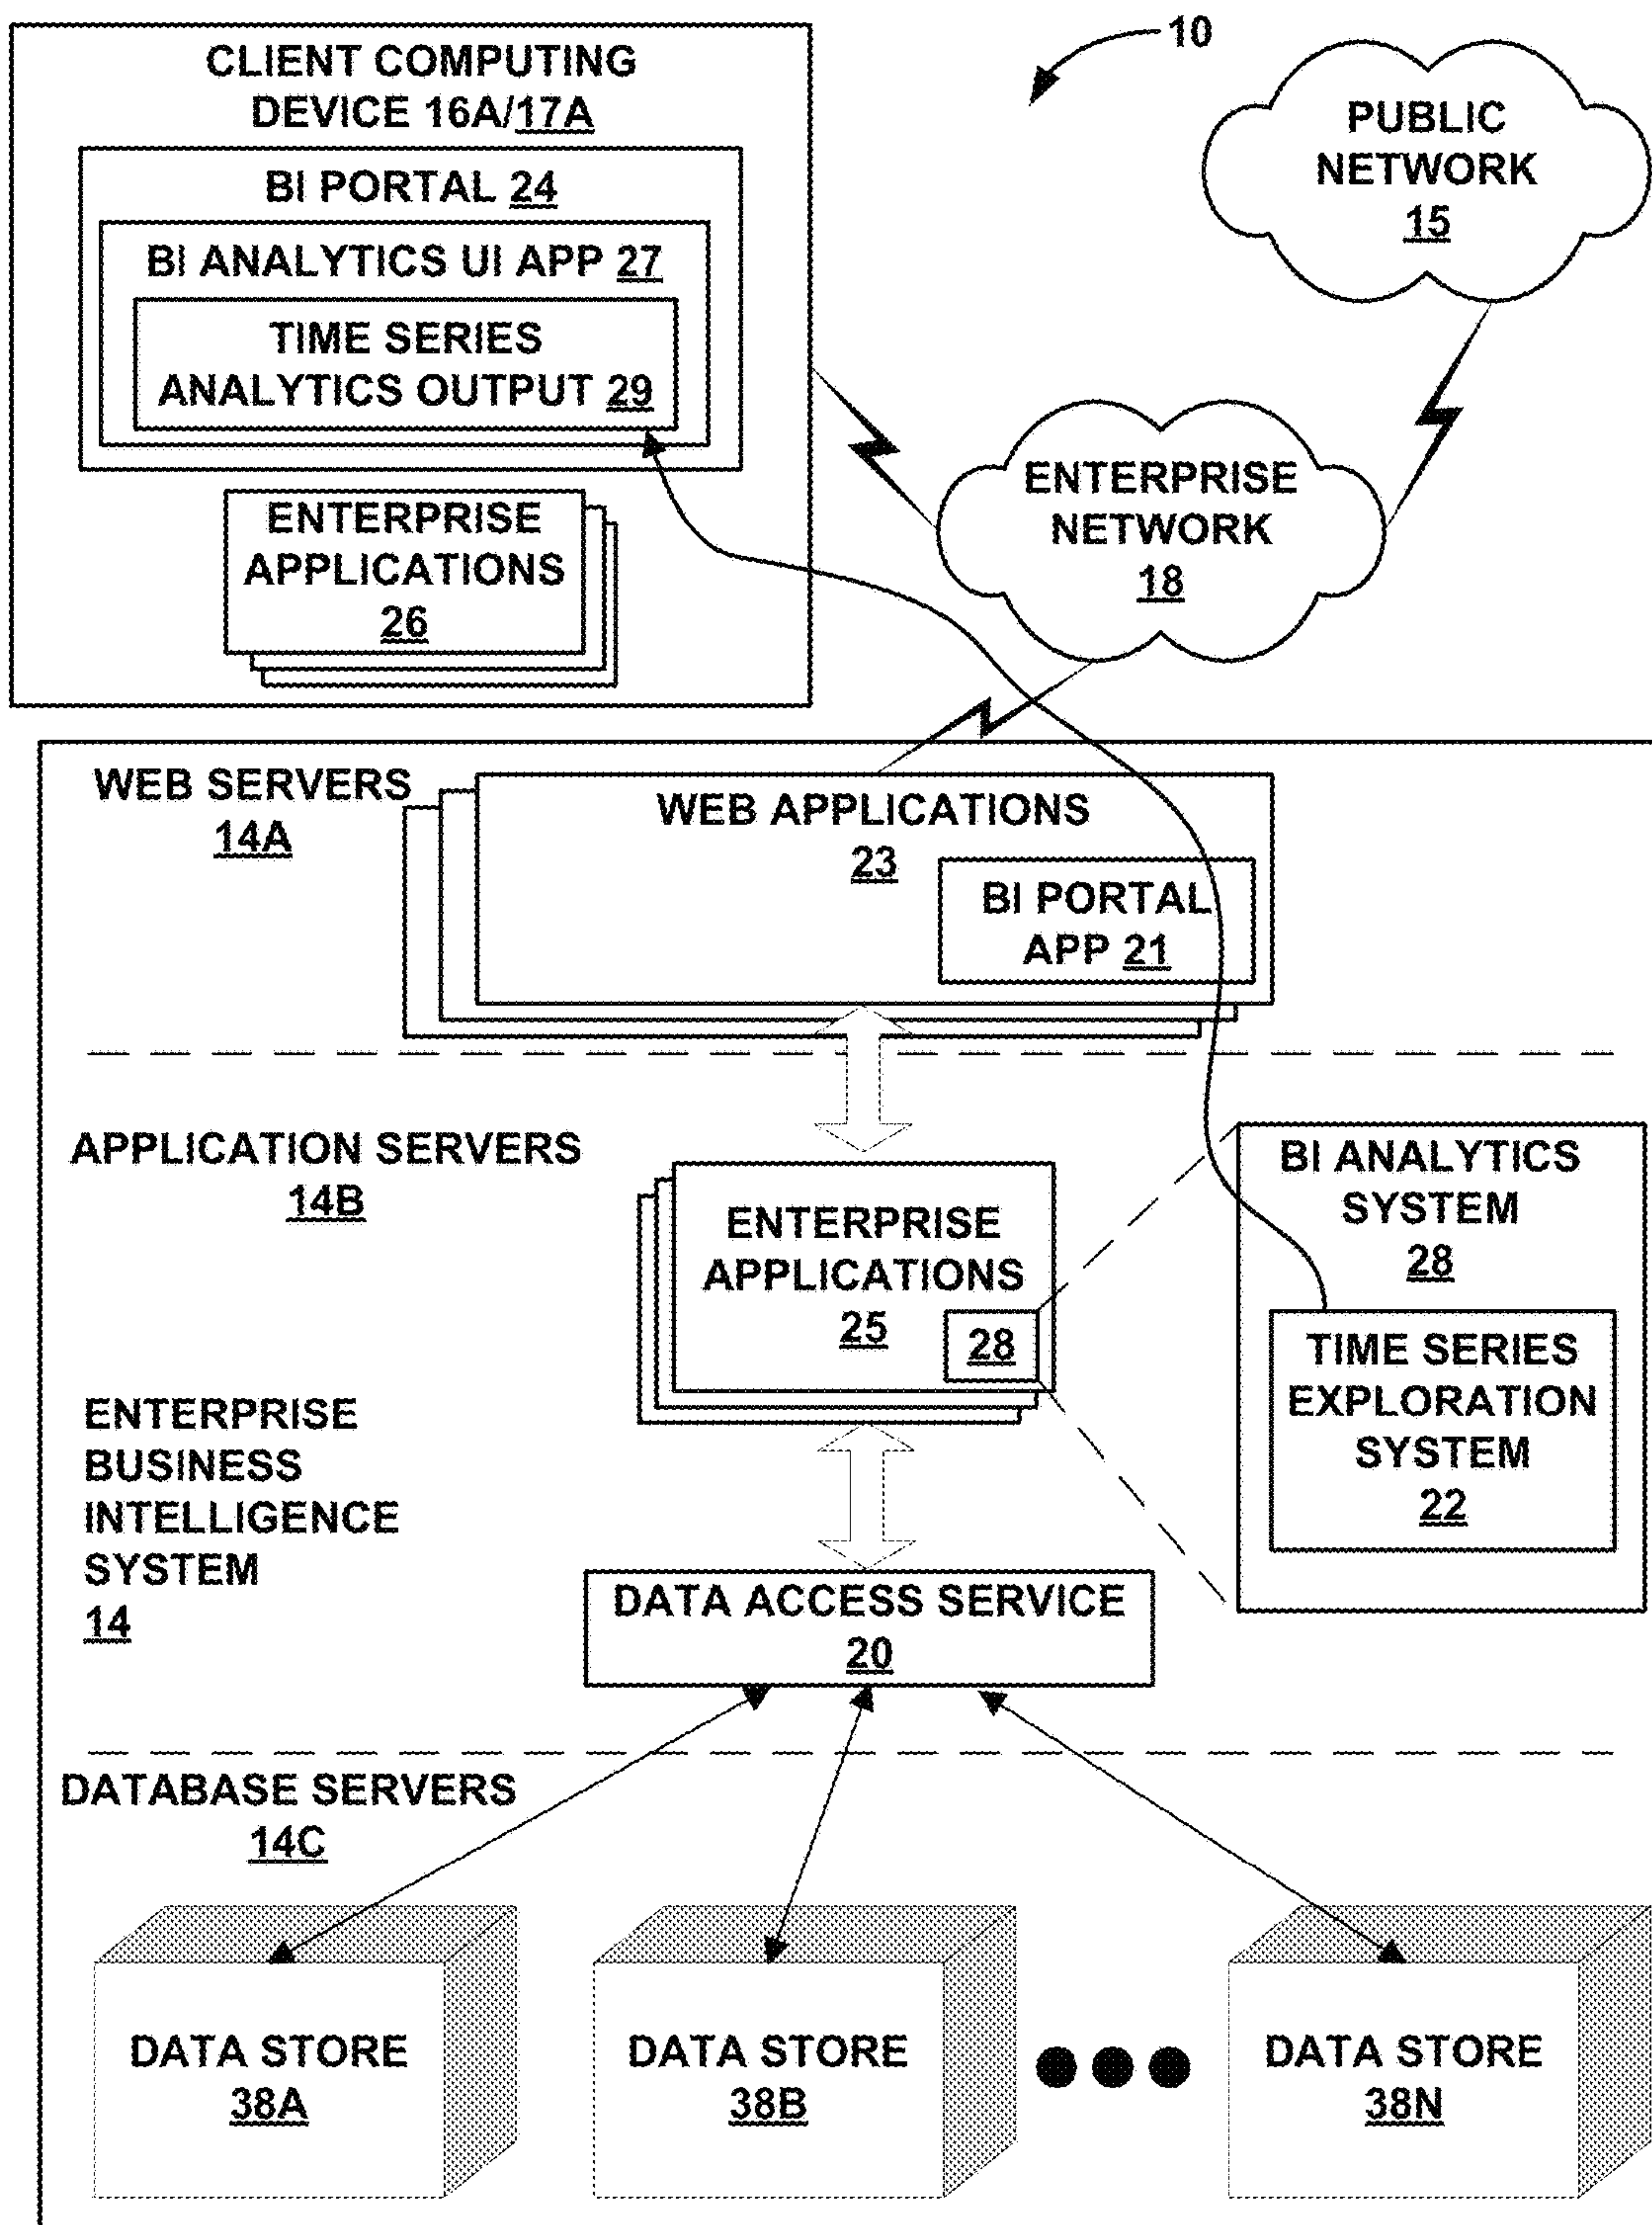 10
CLIENT COMPUTING
DEVICE 16A/17A
BI PORTAL 24
BI ANALYTICS UI APP 27
TIME SERIES
ANALYTICS OUTPUT 29
ENTERPRISE
APPLICATIONS
26
PUBLIC
NETWORK
15
ENTERPRISE
NETWORK
18
WEB SERVERS
14A
WEB APPLICATIONS
23
BI PORTAL
APP 21
APPLICATION SERVERS
14B
ENTERPRISE
APPLICATIONS
25
28
BI ANALYTICS
SYSTEM
28
TIME SERIES
EXPLORATION
SYSTEM
22
ENTERPRISE
BUSINESS
INTELLIGENCE
SYSTEM
14
DATA ACCESS SERVICE
20
DATABASE SERVERS
14C
DATA STORE
38A
DATA STORE
38B
DATA STORE
38N